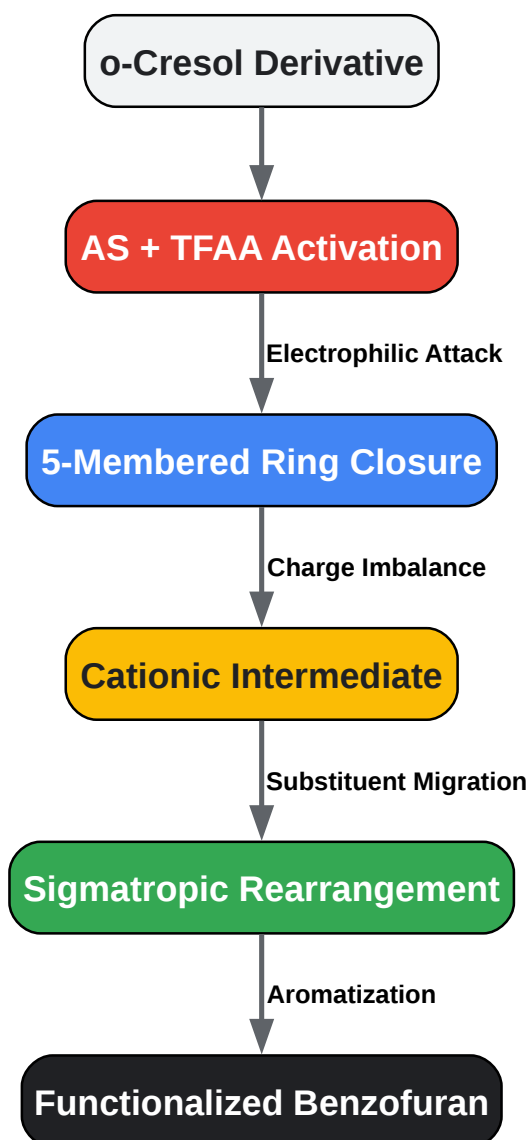 o-Cresol Derivative
AS + TFAA Activation
Electrophilic Attack
5-Membered Ring Closure
Charge Imbalance
Cationic Intermediate
Substituent Migration
Sigmatropic Rearrangement
Aromatization
Functionalized Benzofuran